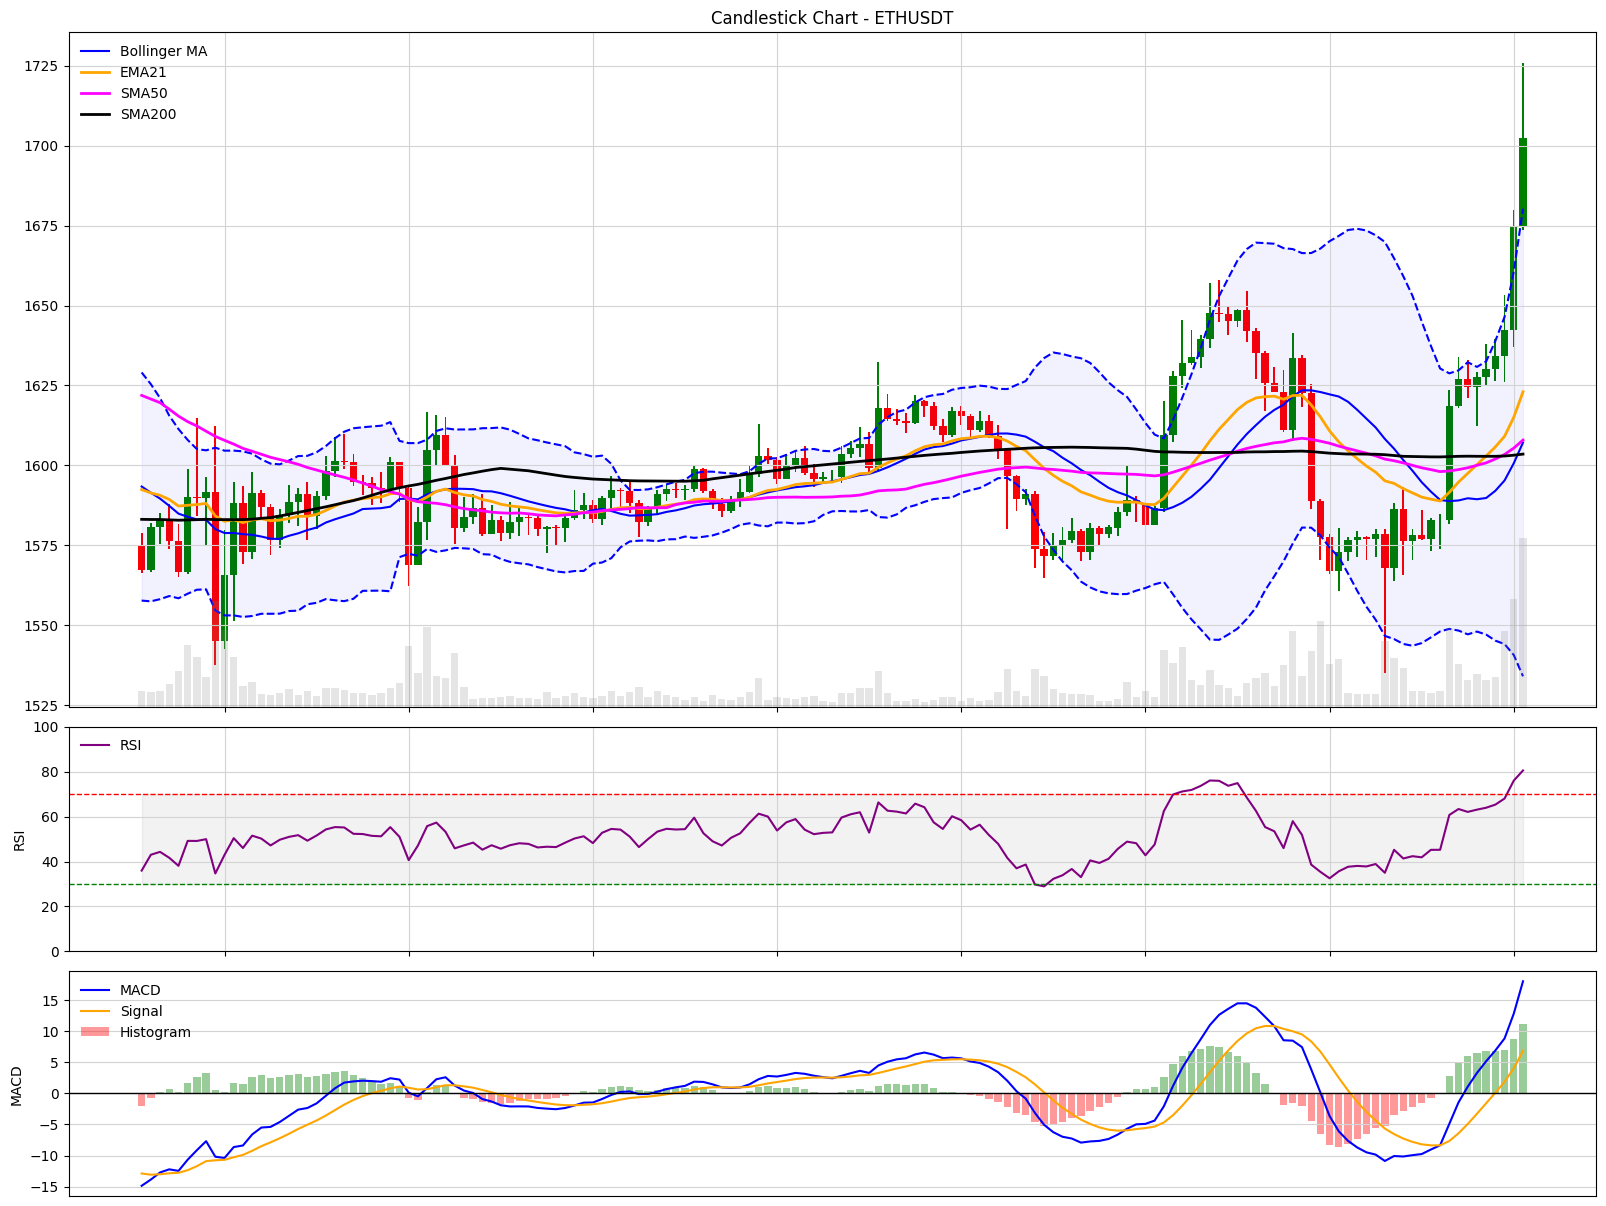 Candlestick Chart - ETHUSDT
Bollinger MA
EMA21
SMA50
SMA200
1725
1700
1675
1650
1625
1600
1575
1550
1525
RSI
RSI
100
80
60
40
20
0
MACD
Signal
Histogram
MACD
15
10
5
0
−5
−10
−15